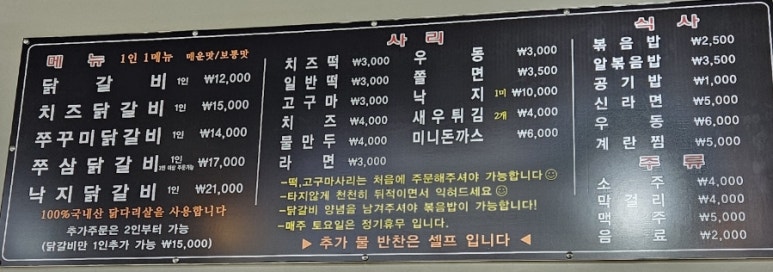 메뉴 1인 1메뉴 매운맛/보통맛
닭갈비 1인 ₩12,000
치즈닭갈비 1인 ₩15,000
쭈꾸미닭갈비 1인 ₩14,000
쭈삼닭갈비 1인 ₩17,000
낙지닭갈비 1인 ₩21,000
100%국내산 닭다리살을 사용합니다
추가주문은 2인부터 가능
(닭갈비만 1인추가 가능 ₩15,000)
사리
치즈떡 ₩3,000
일반떡 ₩3,000
고구마 ₩3,000
치즈 ₩4,000
물만두 ₩4,000
라면 ₩3,000
우동 ₩3,000
쫄면 ₩3,500
낙지 1미 ₩10,000
새우튀김 2개 ₩4,000
미니돈까스 ₩6,000
-떡,고구마사리는 처음에 주문해주셔야 가능합니다
-타지않게 천천히 뒤적이면서 익혀드세요
-닭갈비 양념을 남겨주셔야 볶음밥이 가능합니다!
-매주 토요일은 정기휴무 입니다.
▶ 추가 물 반찬은 셀프 입니다 ◀
식사
볶음밥 ₩2,500
알볶음밥 ₩3,500
공기밥 ₩1,000
신라면 ₩5,000
우동 ₩6,000
계란찜 ₩5,000
주류
소주 ₩4,000
막걸리 ₩4,000
맥주 ₩5,000
음료 ₩2,000